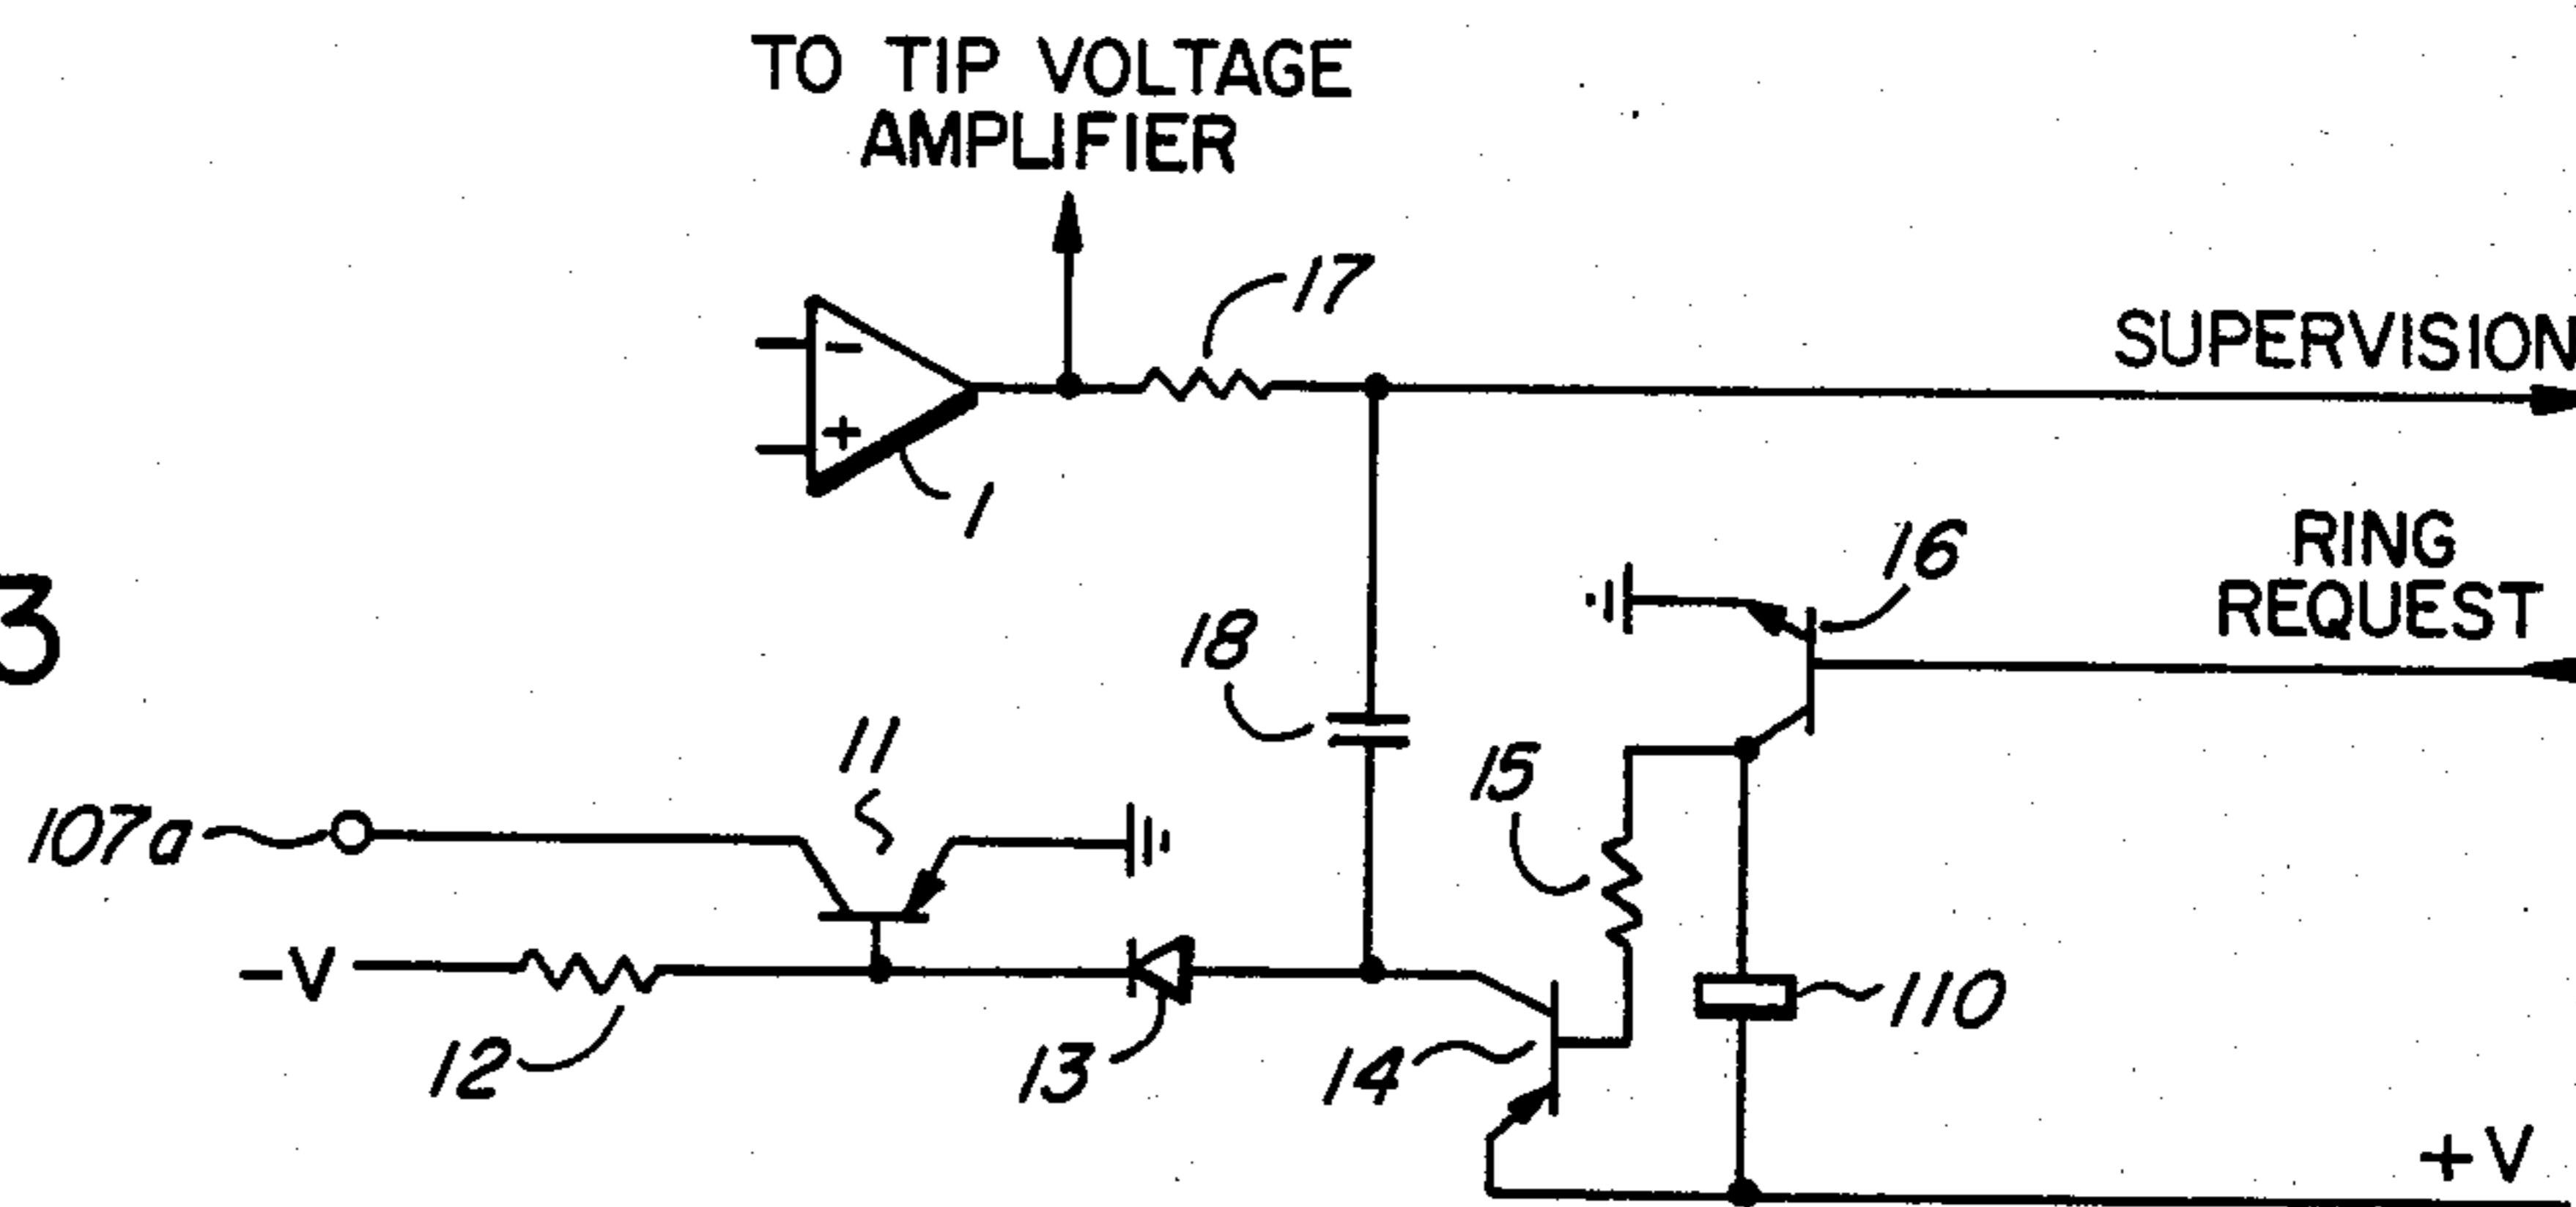 TO TIP VOLTAGE
AMPLIFIER
17
SUPERVISION
-
+
1
RING
REQUEST
16
3
18
11
15
107a
-V
110
12
13
14
+V